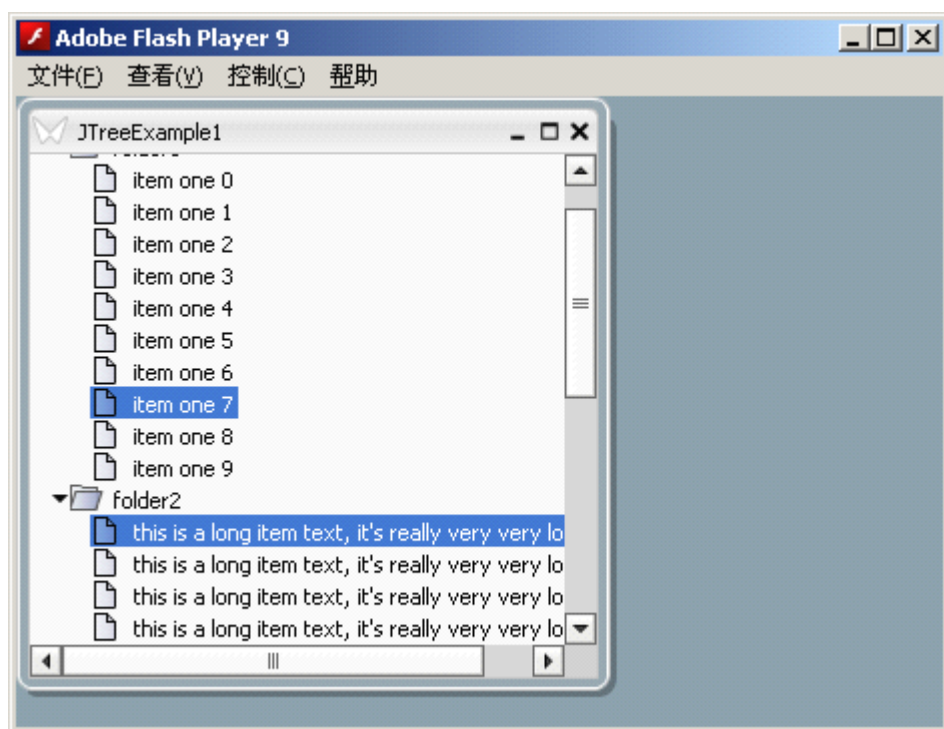 Adobe Flash Player 9
文件(F) 查看(V) 控制(C) 帮助
JTreeExample1
item one 0
item one 1
item one 2
item one 3
item one 4
item one 5
item one 6
item one 7
item one 8
item one 9
folder2
this is a long item text, it's really very very lo
this is a long item text, it's really very very lo
this is a long item text, it's really very very lo
this is a long item text, it's really very very lo